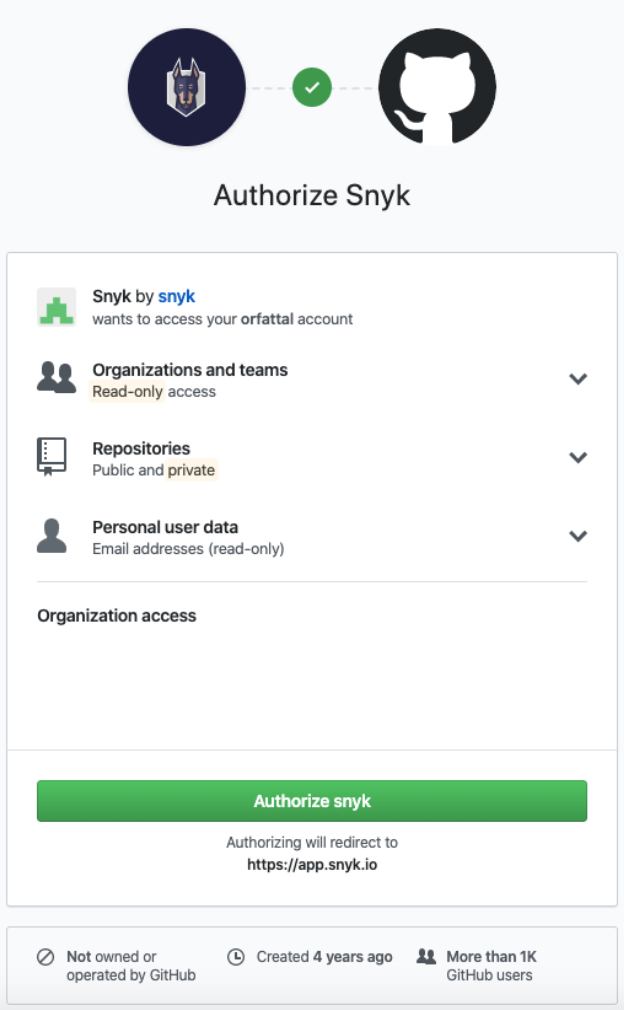 Authorize Snyk
Snyk by snyk
wants to access your orfattal account
Organizations and teams
Read-only access
Repositories
Public and private
Personal user data
Email addresses (read-only)
Organization access
Authorize snyk
Authorizing will redirect to
https://app.snyk.io
Not owned or
operated by GitHub
Created 4 years ago
More than 1K
GitHub users